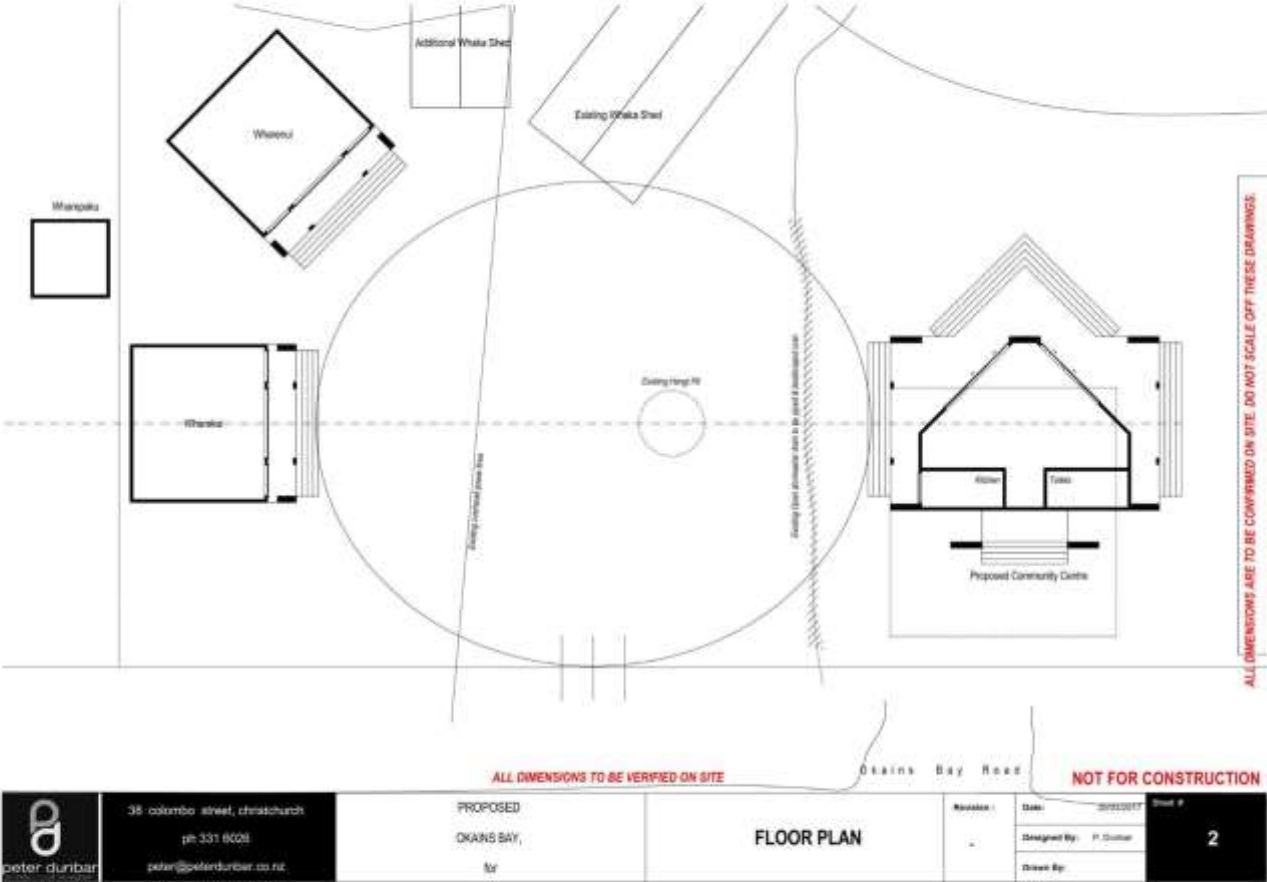 Additional Whaka Shed
Existing Whaka Shed
Wharenui
Wharepaku
Existing Hangi Pit
Wharekai
Kitchen
Toilets
Proposed Community Centre
ALL DIMENSIONS ARE TO BE CONFIRMED ON SITE. DO NOT SCALE OFF THESE DRAWINGS.
Okains Bay Road
ALL DIMENSIONS TO BE VERIFIED ON SITE
NOT FOR CONSTRUCTION
peter dunbar
38 colombo street, christchurch
ph 331 6026
peter@peterdunbar.co.nz
PROPOSED
OKAINS BAY,
for
FLOOR PLAN
Revision :
-
Date:
Designed By: P. Dunbar
Drawn By:
Sheet #
2